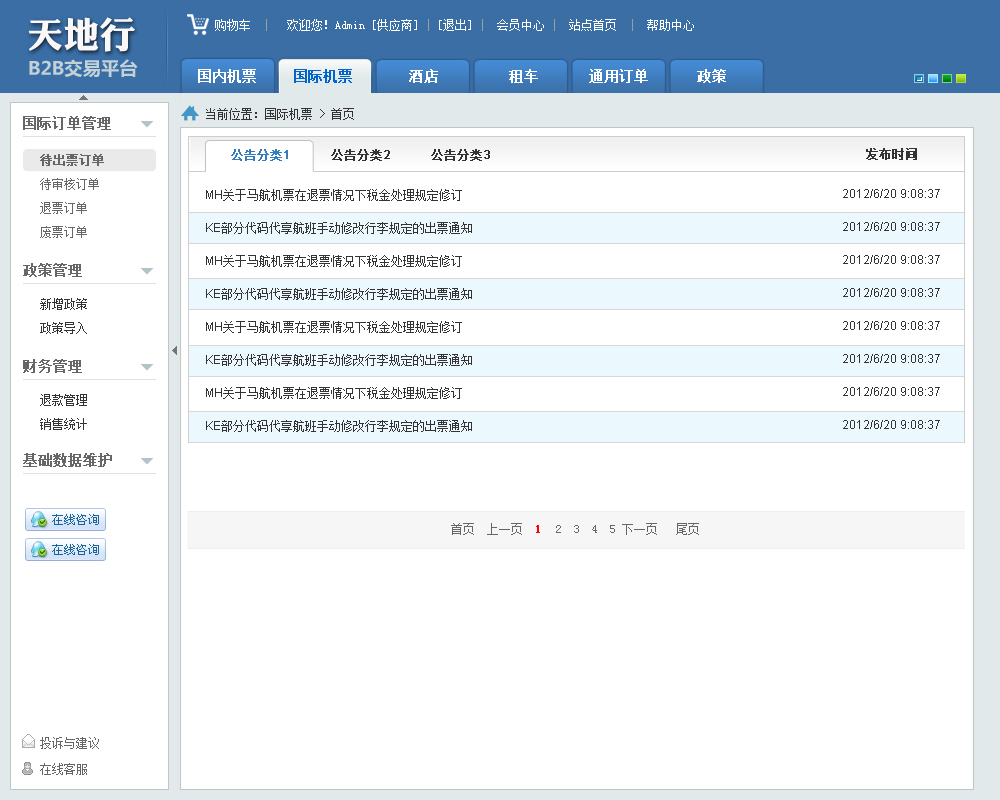 天地行
B2B交易平台
购物车 | 欢迎您! Admin [供应商] | [退出] | 会员中心 | 站点首页 | 帮助中心
国内机票 国际机票 酒店 租车 通用订单 政策
当前位置：国际机票 > 首页
国际订单管理
待出票订单
待审核订单
退票订单
废票订单
政策管理
新增政策
政策导入
财务管理
退款管理
销售统计
基础数据维护
在线咨询
在线咨询
投诉与建议
在线客服
公告分类1 公告分类2 公告分类3 发布时间
MH关于马航机票在退票情况下税金处理规定修订 2012/6/20 9:08:37
KE部分代码代享航班手动修改行李规定的出票通知 2012/6/20 9:08:37
MH关于马航机票在退票情况下税金处理规定修订 2012/6/20 9:08:37
KE部分代码代享航班手动修改行李规定的出票通知 2012/6/20 9:08:37
MH关于马航机票在退票情况下税金处理规定修订 2012/6/20 9:08:37
KE部分代码代享航班手动修改行李规定的出票通知 2012/6/20 9:08:37
MH关于马航机票在退票情况下税金处理规定修订 2012/6/20 9:08:37
KE部分代码代享航班手动修改行李规定的出票通知 2012/6/20 9:08:37
首页 上一页 1 2 3 4 5 下一页 尾页